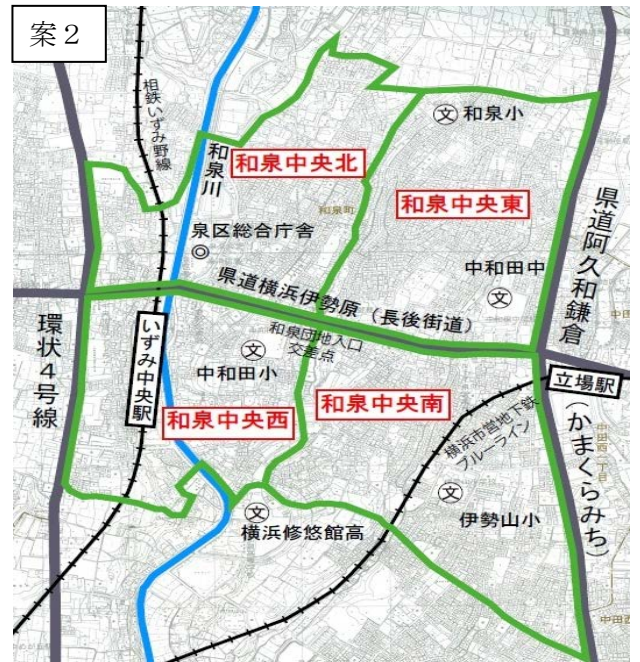 案２
相鉄いずみ野線
和泉川
和泉小
和泉中央北
和泉町
和泉中央東
泉区総合庁舎
中和田中
県道阿久和鎌倉
(かまくらみち)
県道横浜伊勢原(長後街道)
和泉団地入口
交差点
環状4号線
いずみ中央駅
中和田小
立場駅
和泉中央西
和泉中央南
横浜市営地下鉄
ブルーライン
伊勢山小
横浜修悠館高
文
文
文
文
文